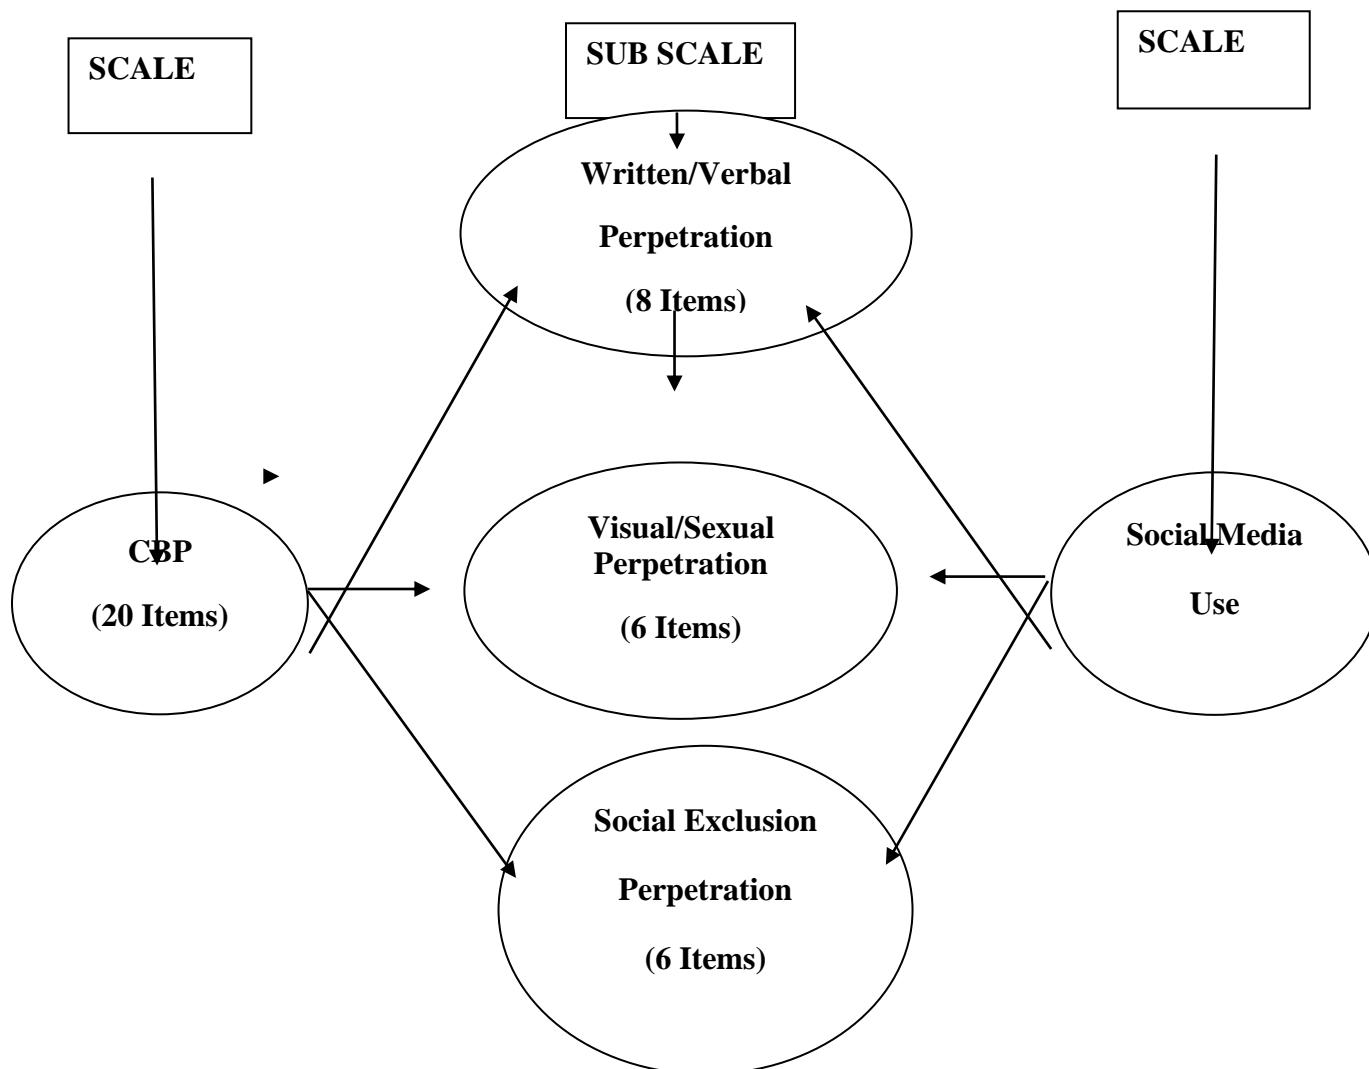 SCALE
SUB SCALE
SCALE
Written/Verbal
Perpetration
(8 Items)
CBP
(20 Items)
Visual/Sexual
Perpetration
(6 Items)
Social Media
Use
Social Exclusion
Perpetration
(6 Items)